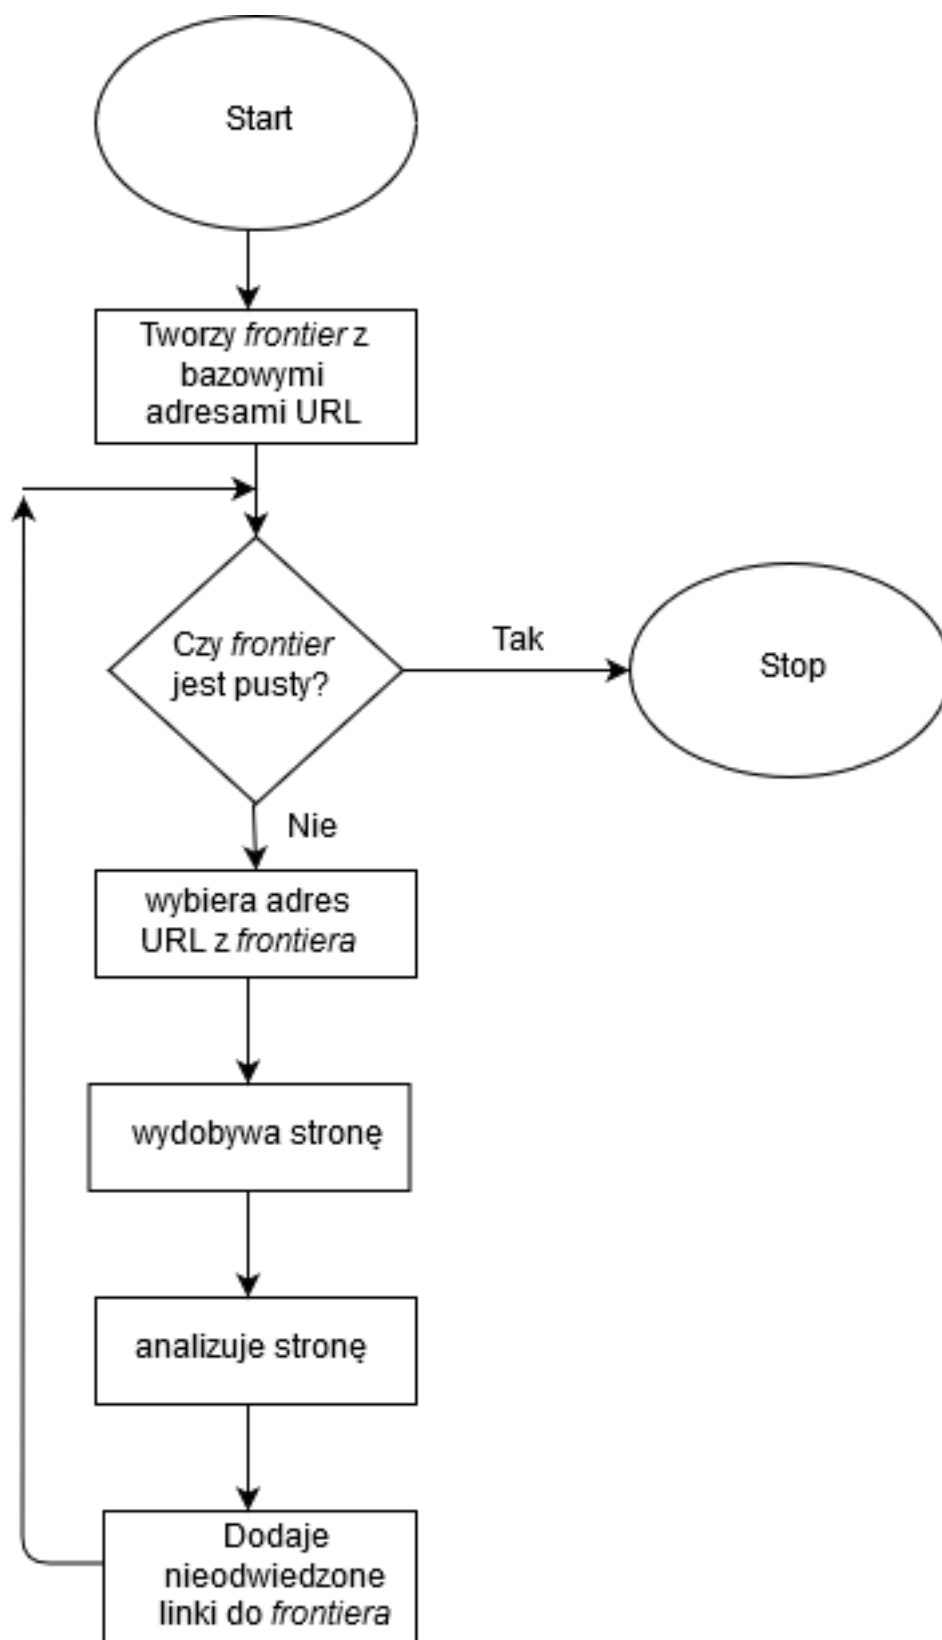 Start
Tworzy frontier z
bazowymi
adresami URL
Czy frontier
jest pusty?
Tak
Stop
Nie
wybiera adres
URL z frontiera
wydobywa stronę
analizuje stronę
Dodaje
nieodwiedzone
linki do frontiera